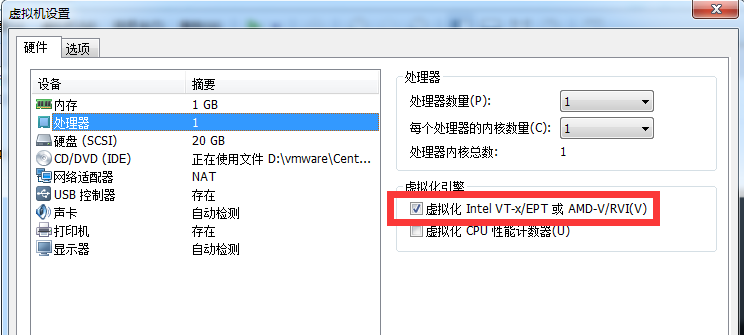 虚拟机设置
硬件 选项
设备 摘要
内存 1 GB
处理器 1
硬盘 (SCSI) 20 GB
CD/DVD (IDE) 正在使用文件 D:\vmware\Cent...
网络适配器 NAT
USB 控制器 存在
声卡 自动检测
打印机 存在
显示器 自动检测
处理器
处理器数量(P): 1
每个处理器的内核数量(C): 1
处理器内核总数: 1
虚拟化引擎
虚拟化 Intel VT-x/EPT 或 AMD-V/RVI(V)
虚拟化 CPU 性能计数器(U)